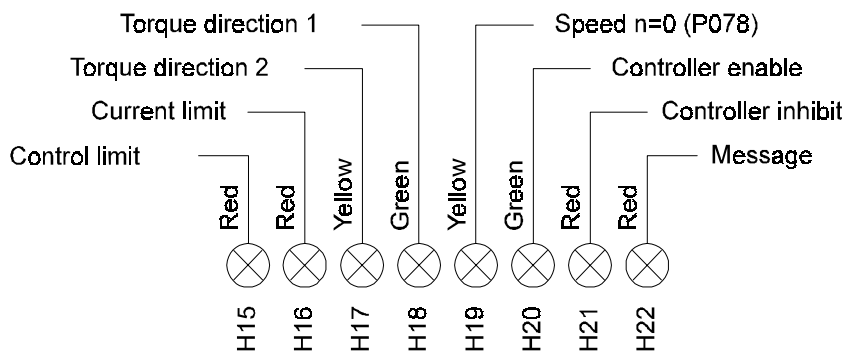 Torque direction 1
Speed n=0 (P078)
Torque direction 2
Controller enable
Current limit
Controller inhibit
Control limit
Message
Red
Red
Yellow
Green
Yellow
Green
Red
Red
H15
H16
H17
H18
H19
H20
H21
H22